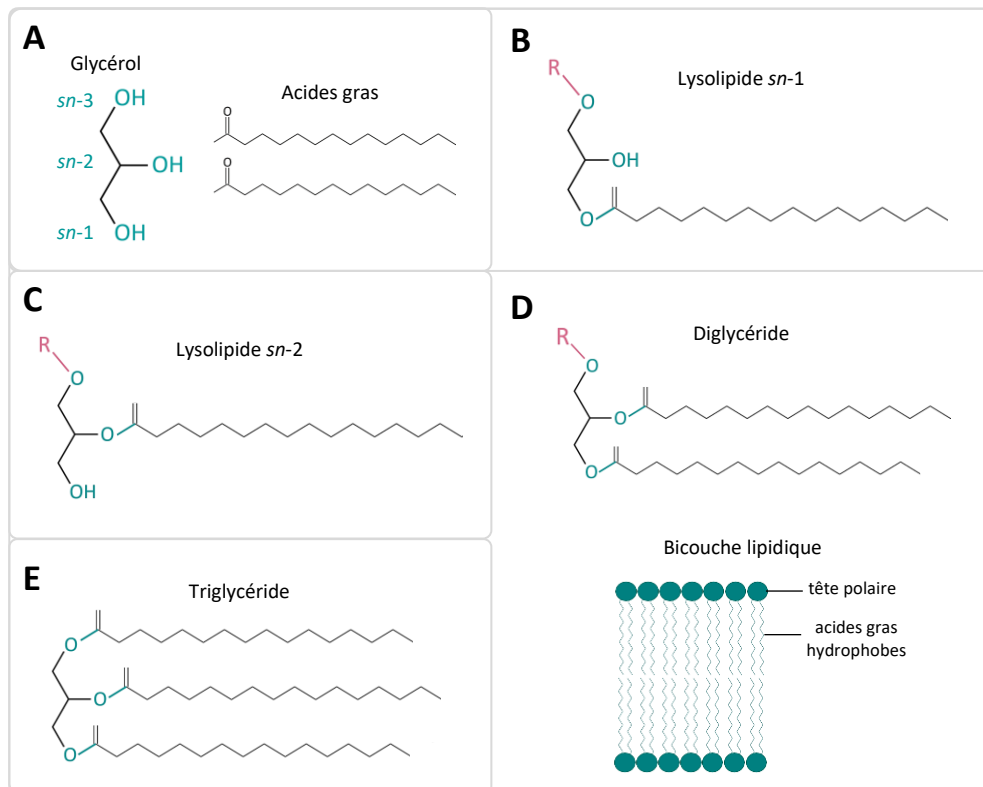 A
Glycérol
sn-3
OH
sn-2
OH
sn-1
OH
Acides gras
O
O
B
Lysolipide sn-1
R
O
OH
O
C
Lysolipide sn-2
R
O
O
OH
D
Diglycéride
R
O
O
O
Bicouche lipidique
tête polaire
acides gras
hydrophobes
E
Triglycéride
O
O
O